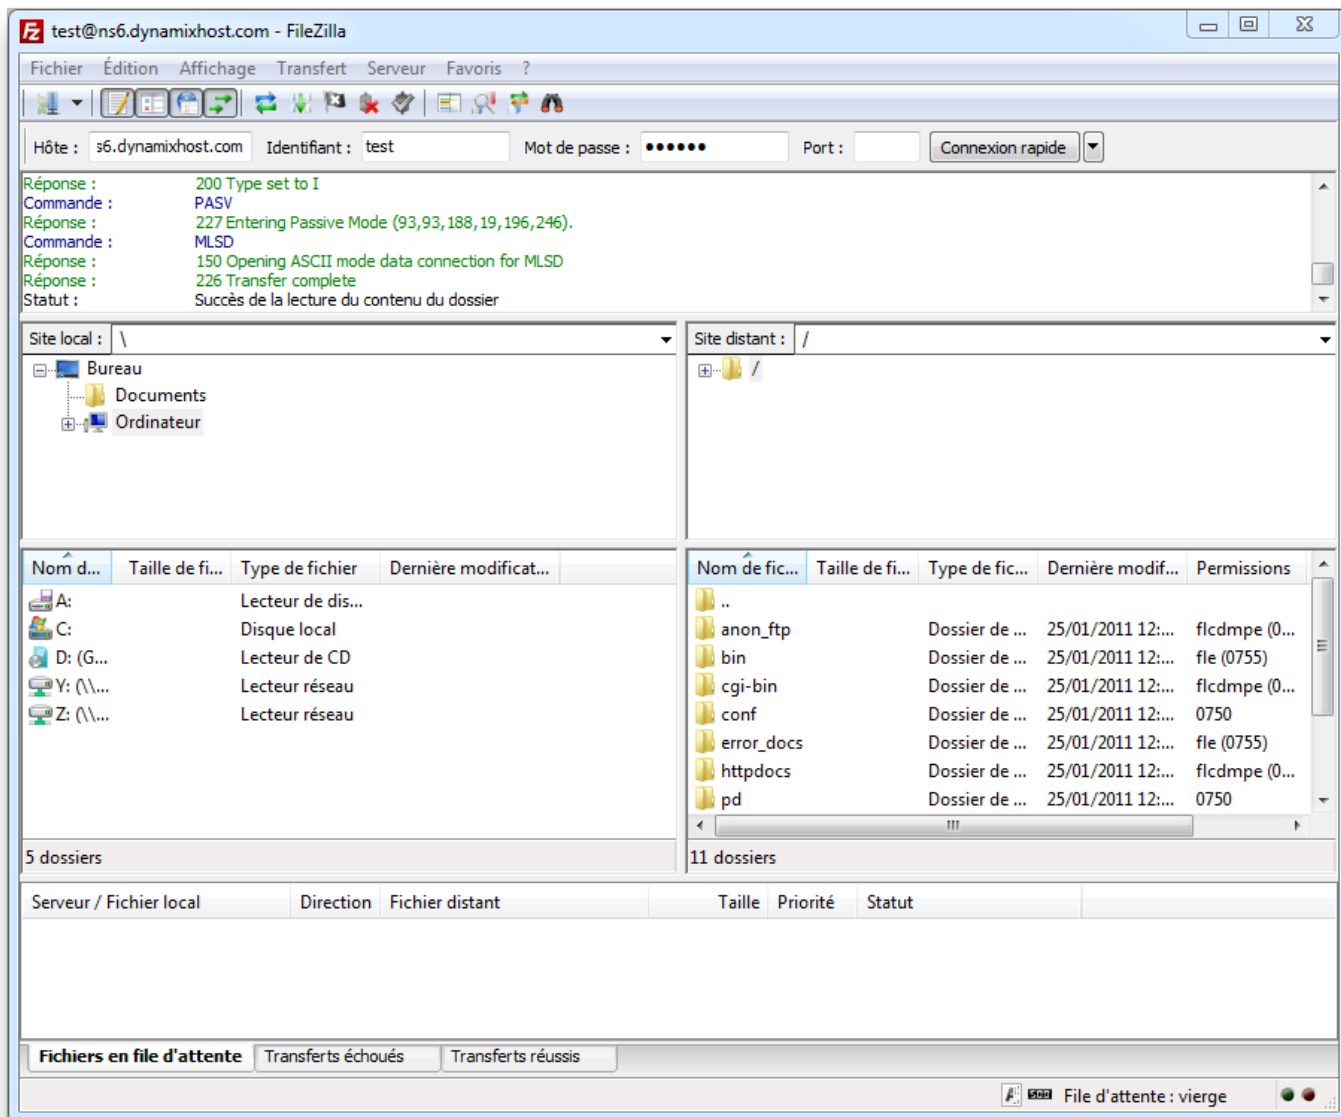 test@ns6.dynamixhost.com - FileZilla
Fichier Édition Affichage Transfert Serveur Favoris ?
Hôte : s6.dynamixhost.com Identifiant : test Mot de passe : •••••• Port : Connexion rapide
Réponse : 200 Type set to I
Commande : PASV
Réponse : 227 Entering Passive Mode (93,93,188,19,196,246).
Commande : MLSD
Réponse : 150 Opening ASCII mode data connection for MLSD
Réponse : 226 Transfer complete
Statut : Succès de la lecture du contenu du dossier
Site local : \
Bureau
Documents
Ordinateur
Site distant : /
/
Nom d... Taille de fi... Type de fichier Dernière modificat...
A: Lecteur de dis...
C: Disque local
D: (G... Lecteur de CD
Y: (\\... Lecteur réseau
Z: (\\... Lecteur réseau
5 dossiers
Nom de fic... Taille de fi... Type de fic... Dernière modif... Permissions
..
anon_ftp Dossier de ... 25/01/2011 12:... flcdmpe (0...
bin Dossier de ... 25/01/2011 12:... fle (0755)
cgi-bin Dossier de ... 25/01/2011 12:... flcdmpe (0...
conf Dossier de ... 25/01/2011 12:... 0750
error_docs Dossier de ... 25/01/2011 12:... fle (0755)
httpdocs Dossier de ... 25/01/2011 12:... flcdmpe (0...
pd Dossier de ... 25/01/2011 12:... 0750
11 dossiers
Serveur / Fichier local Direction Fichier distant Taille Priorité Statut
Fichiers en file d'attente Transferts échoués Transferts réussis
File d'attente : vierge